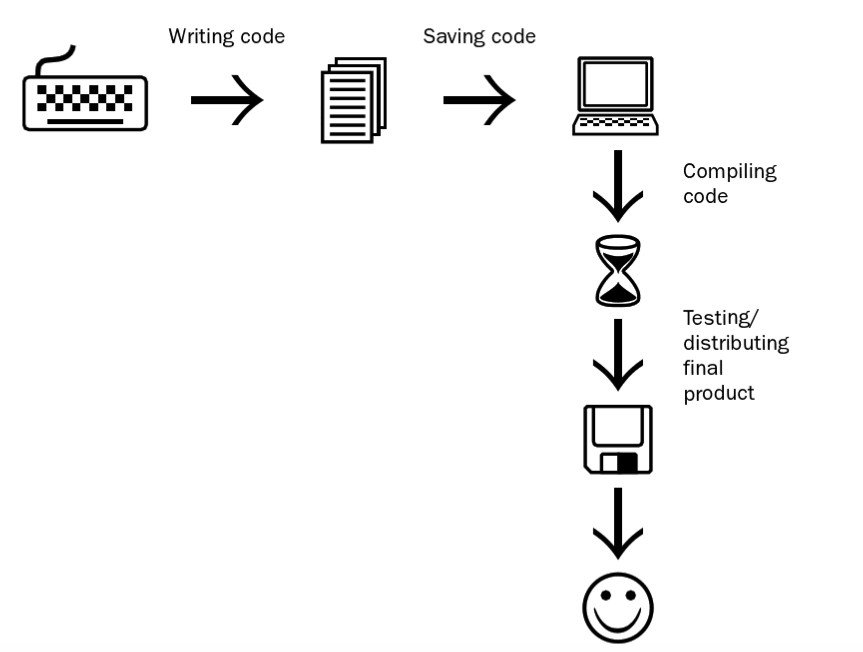 Writing code
Saving code
Compiling
code
Testing/
distributing
final
product